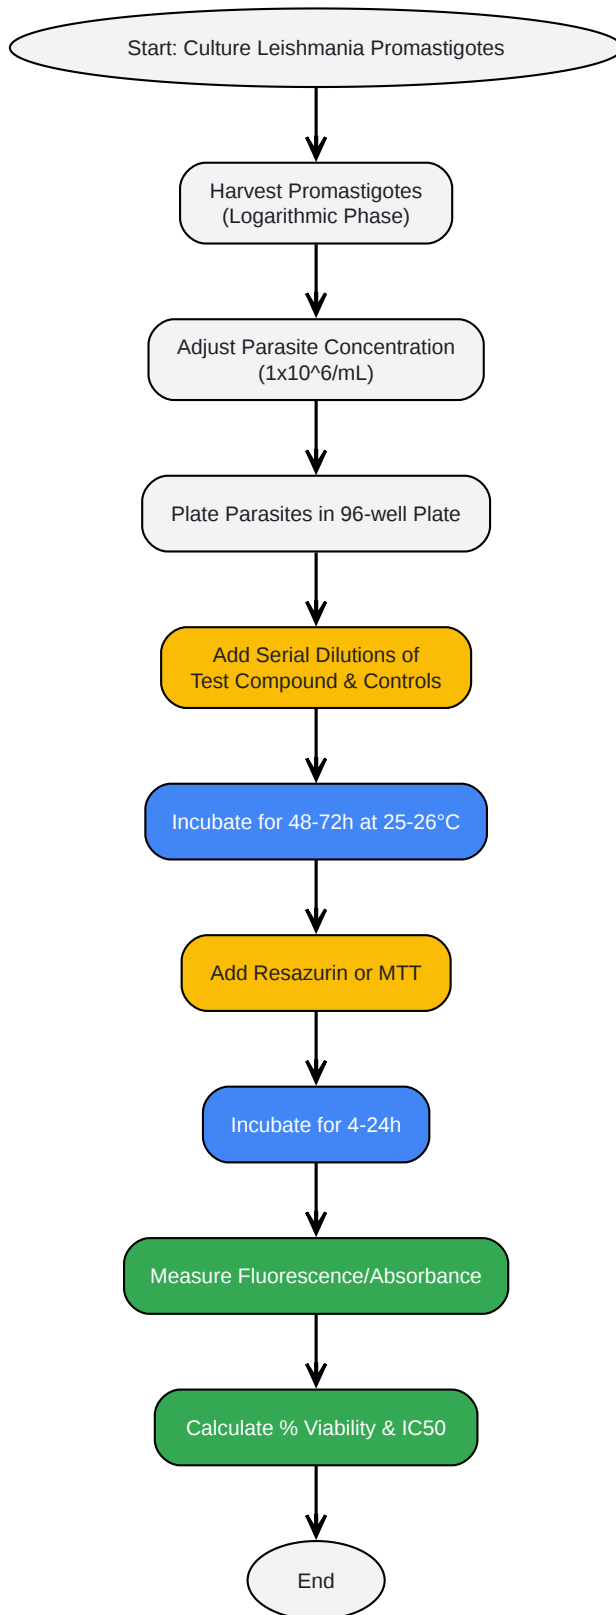 Start: Culture Leishmania Promastigotes
Harvest Promastigotes
(Logarithmic Phase)
Adjust Parasite Concentration
(1x10^6/mL)
Plate Parasites in 96-well Plate
Add Serial Dilutions of
Test Compound & Controls
Incubate for 48-72h at 25-26°C
Add Resazurin or MTT
Incubate for 4-24h
Measure Fluorescence/Absorbance
Calculate % Viability & IC50
End